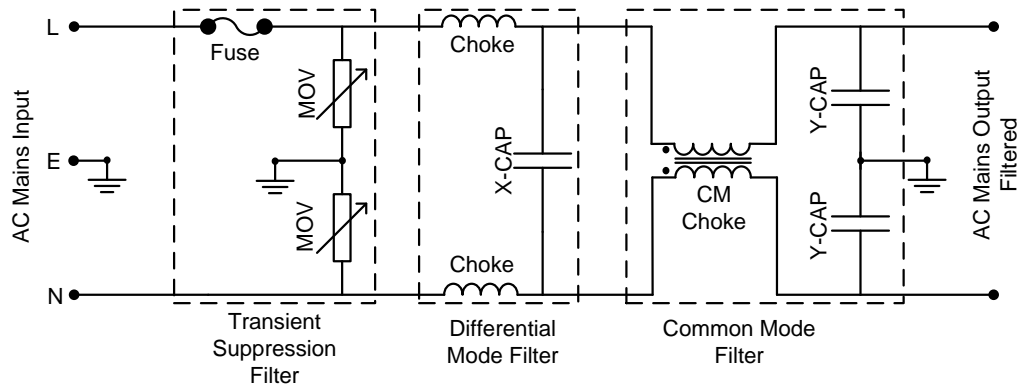 L
Fuse
MOV
Choke
X-CAP
Y-CAP
AC Mains Input
E
MOV
CM
Choke
Y-CAP
AC Mains Output
Filtered
N
Choke
Transient
Suppression
Filter
Differential
Mode Filter
Common Mode
Filter